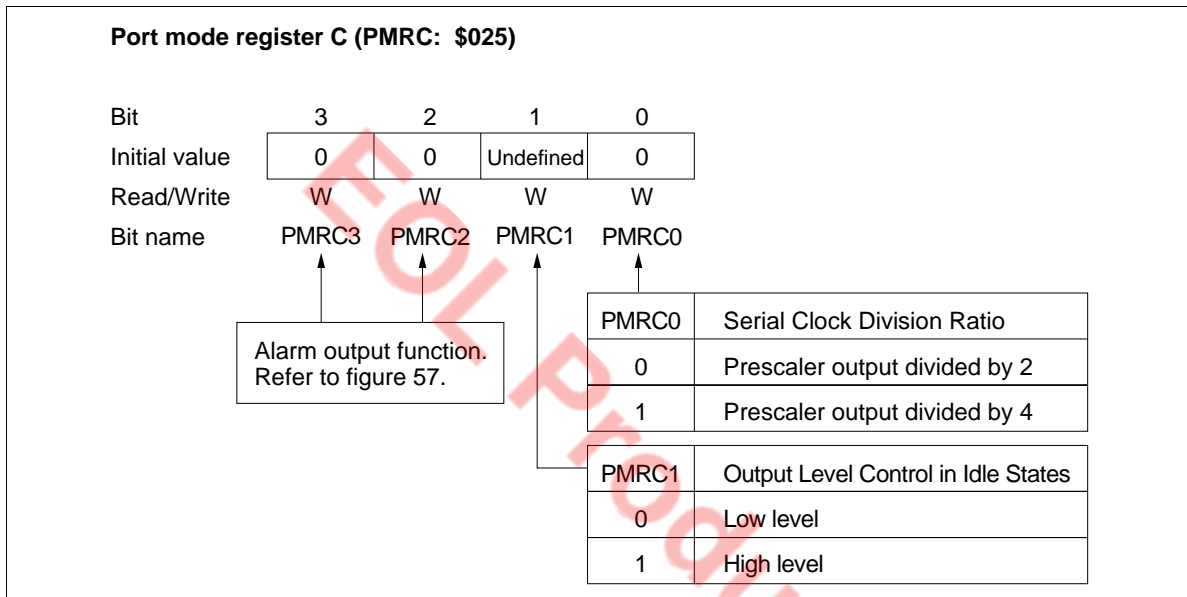 Port mode register C (PMRC: $025)
Bit 3 2 1 0
Initial value 0 0 Undefined 0
Read/Write W W W W
Bit name PMRC3 PMRC2 PMRC1 PMRC0
Alarm output function.
Refer to figure 57.
PMRC0 Serial Clock Division Ratio
0 Prescaler output divided by 2
1 Prescaler output divided by 4
PMRC1 Output Level Control in Idle States
0 Low level
1 High level
EOL Produ